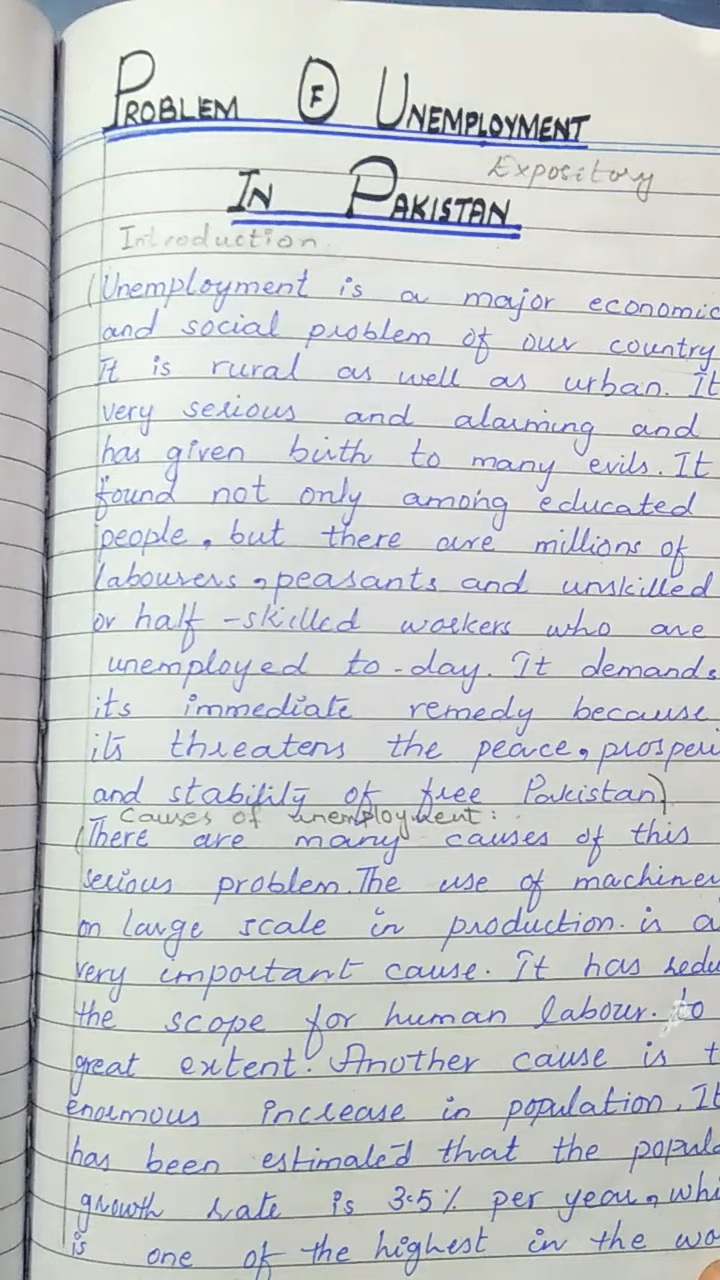 PROBLEM OF UNEMPLOYMENT
Expository
IN PAKISTAN
Introduction
(Unemployment is a major economic
and social problem of our country
It is rural as well as urban. It
very serious and alarming and
has given birth to many evils. It
found not only among educated
people, but there are millions of
labourers, peasants and unskilled
or half-skilled workers who are
unemployed to-day. It demands
its immediate remedy because
its threatens the peace, prosperi
and stability of free Pakistan)
Causes of unemployment:
(There are many causes of this
serious problem. The use of machiner
on large scale in production. is a
very important cause. It has redu
the scope for human labour. to
great extent. Another cause is t
enormous increase in population. It
has been estimated that the popula
growth rate is 3.5% per year, whi
is one of the highest in the wo